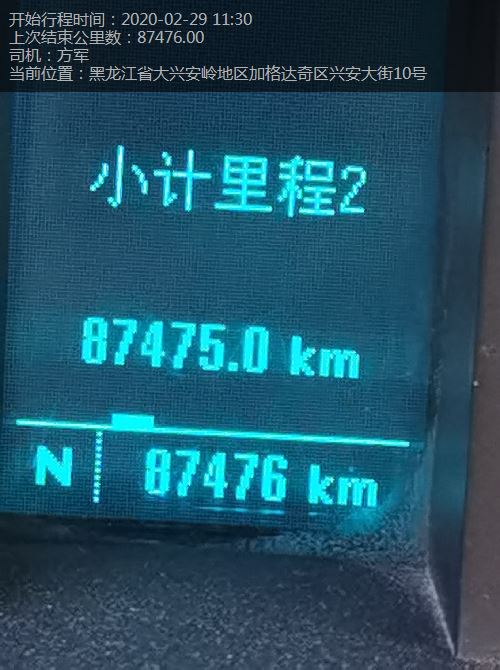 开始行程时间：2020-02-29 11:30
上次结束公里数：87476.00
司机：方军
当前位置：黑龙江省大兴安岭地区加格达奇区兴安大街10号
小计里程2
87475.0 km
N 87476 km